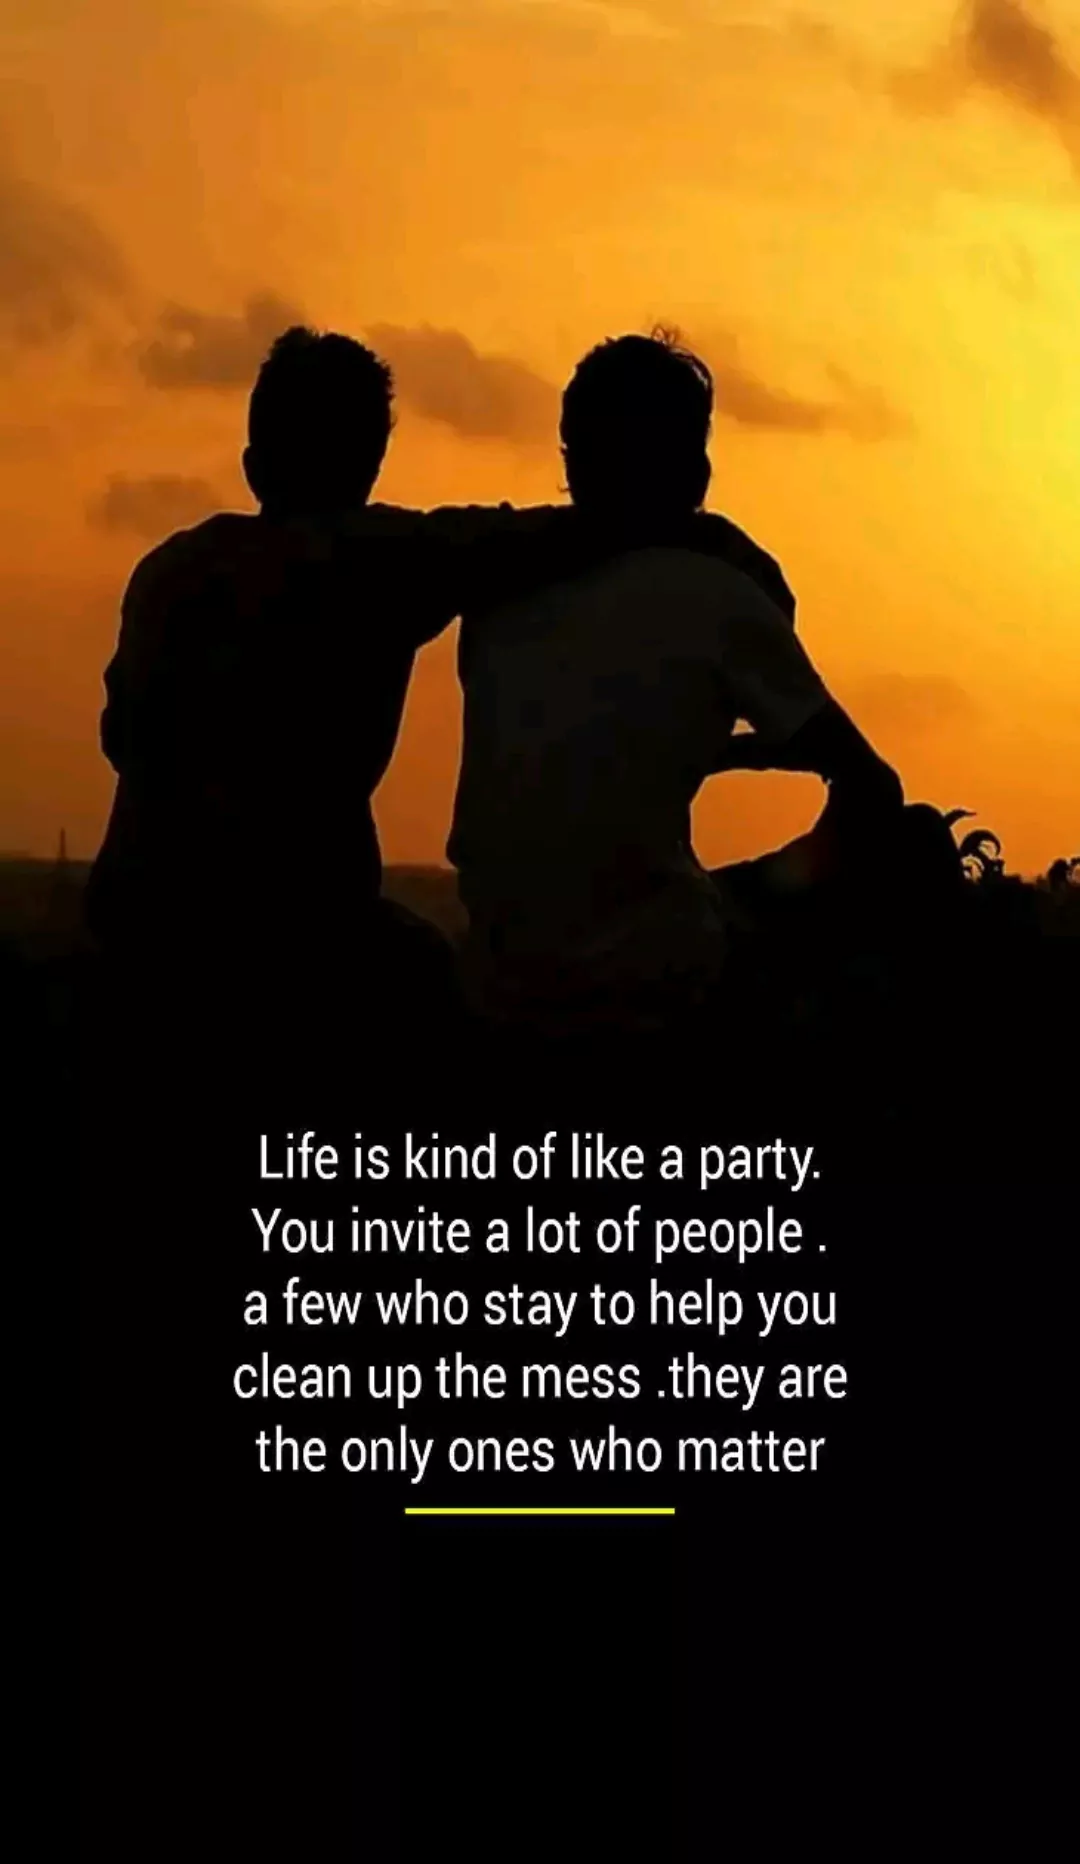 Life is kind of like a party.
You invite a lot of people .
a few who stay to help you
clean up the mess .they are
the only ones who matter